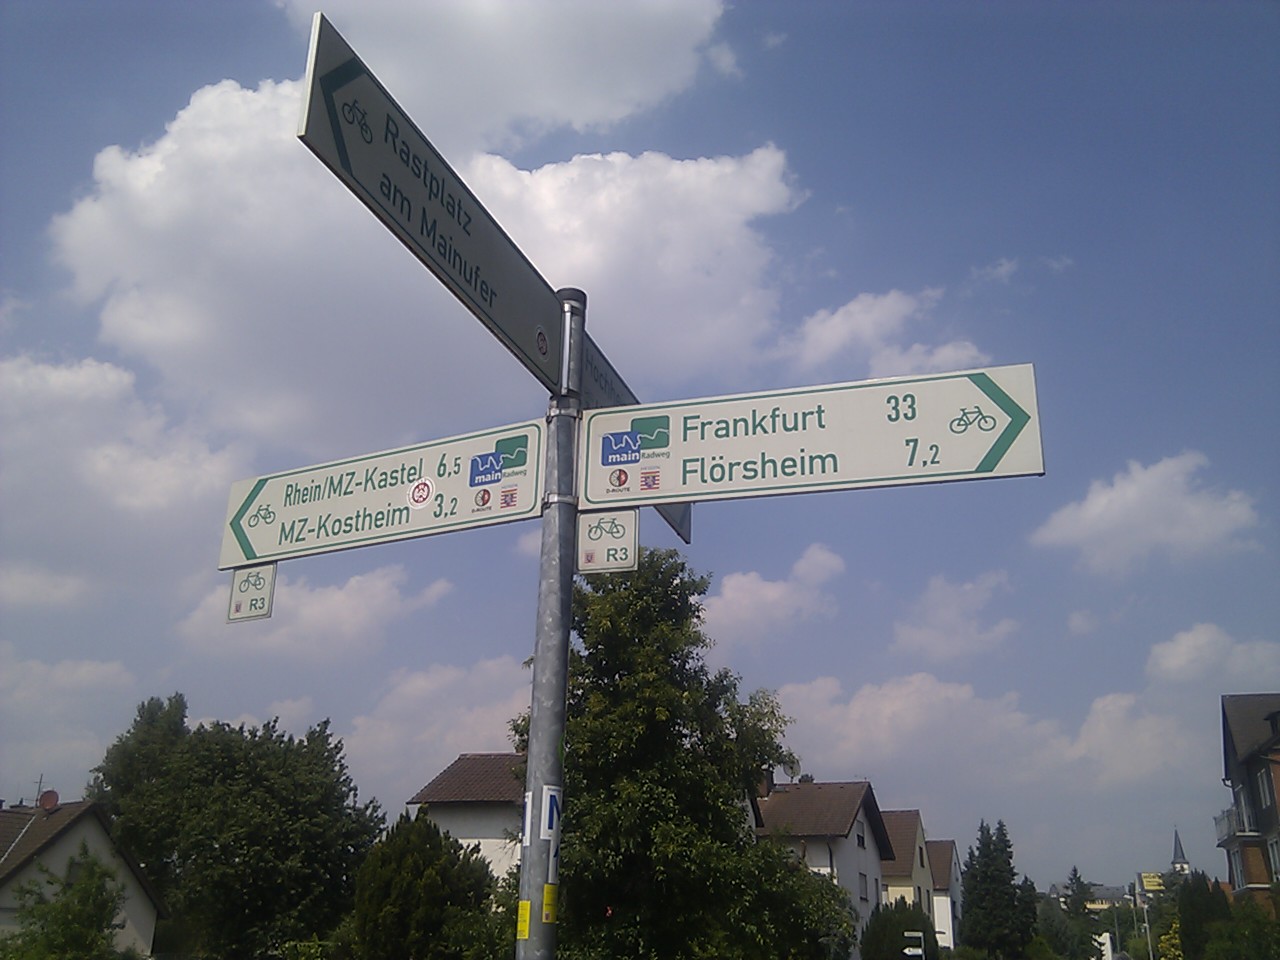 Rastplatz
am Mainufer
Rhein/MZ-Kastel 6,5
MZ-Kostheim 3,2
main Radweg
D-ROUTE
R3
Frankfurt 33
Flörsheim 7,2
main Radweg
D-ROUTE
R3